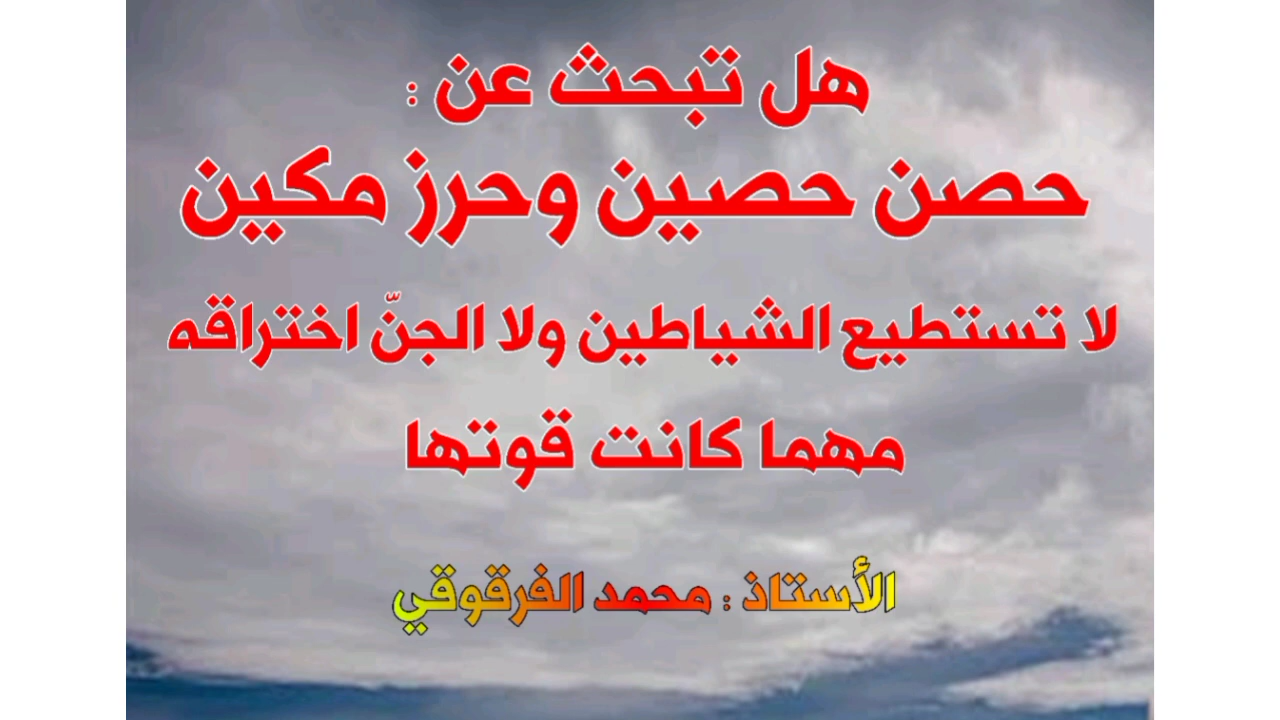 هل تبحث عن :
حصن حصين وحرز مكين
لا تستطيع الشياطين ولا الجنّ اختراقه
مهما كانت قوتها
الأستاذ : محمد الفرقوقي